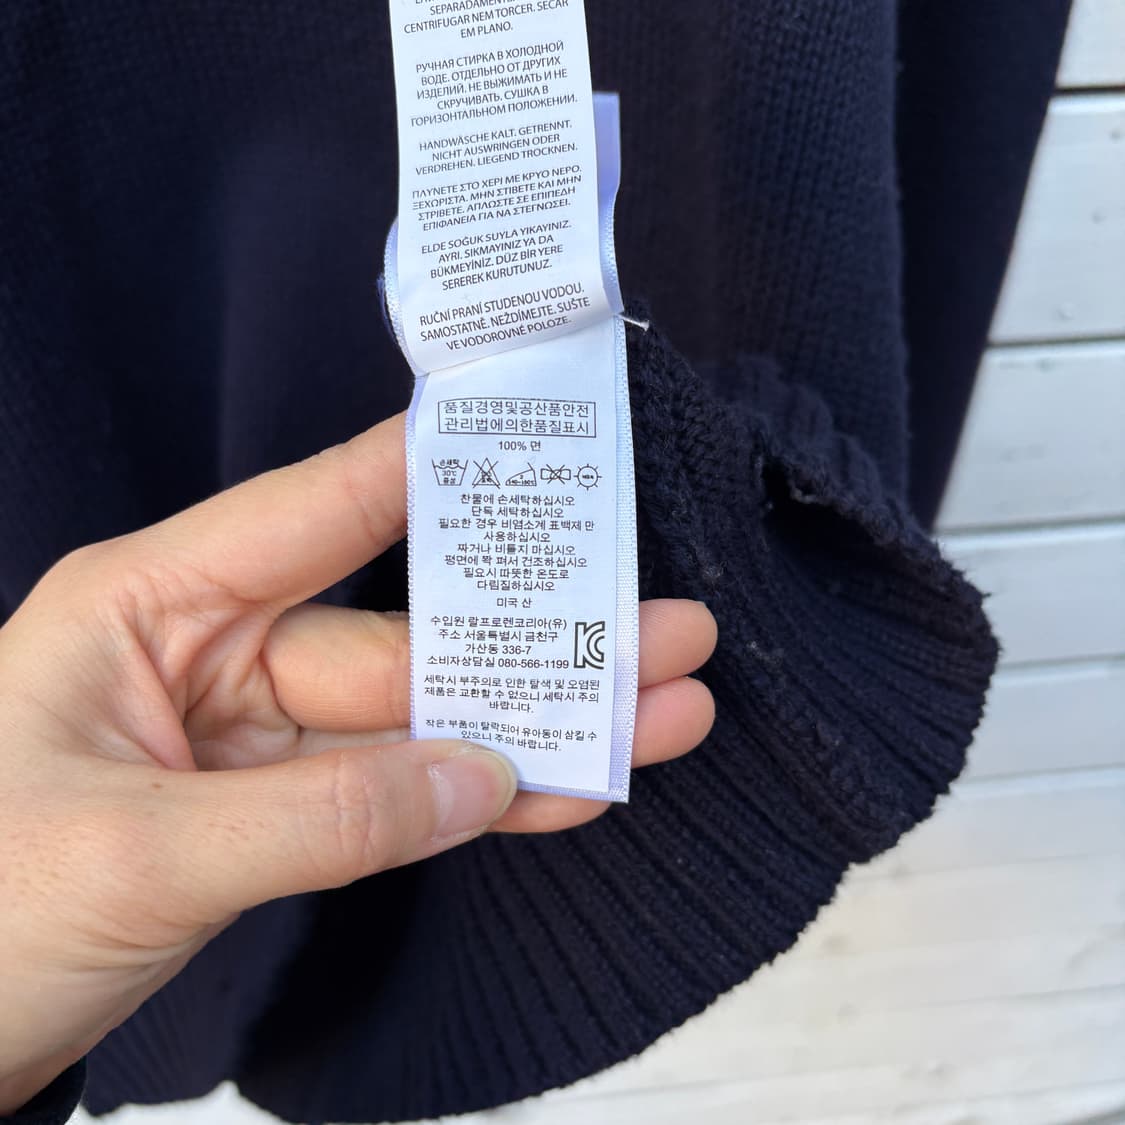 SEPARADAMENTE.
CENTRIFUGAR NEM TORCER. SECAR
EM PLANO.
РУЧНАЯ СТИРКА В ХОЛОДНОЙ
ВОДЕ. ОТДЕЛЬНО ОТ ДРУГИХ
ИЗДЕЛИЙ. НЕ ВЫЖИМАТЬ И НЕ
СКРУЧИВАТЬ. СУШКА В
ГОРИЗОНТАЛЬНОМ ПОЛОЖЕНИИ.
HANDWÄSCHE KALT. GETRENNT.
NICHT AUSWRINGEN ODER
VERDREHEN. LIEGEND TROCKNEN.
ΠΛΥΝΕΤΕ ΣΤΟ ΧΕΡΙ ΜΕ ΚΡΥΟ ΝΕΡΟ.
ΞΕΧΩΡΙΣΤΑ. ΜΗΝ ΣΤΙΒΕΤΕ ΚΑΙ ΜΗΝ
ΣΤΡΙΒΕΤΕ. ΑΠΛΩΣΤΕ ΣΕ ΕΠΙΠΕΔΗ
ΕΠΙΦΑΝΕΙΑ ΓΙΑ ΝΑ ΣΤΕΓΝΩΣΕΙ.
ELDE SOĞUK SUYLA YIKAYINIZ.
AYRI. SIKMAYINIZ YA DA
BÜKMEYİNİZ. DÜZ BİR YERE
SEREREK KURUTUNUZ.
RUČNÍ PRANÍ STUDENOU VODOU.
SAMOSTATNĚ. NEŽDÍMEJTE. SUŠTE
VE VODOROVNÉ POLOZE.
품질경영및공산품안전
관리법에의한품질표시
100% 면
손세탁
30℃
중성
찬물에 손세탁하십시오
단독 세탁하십시오
필요한 경우 비염소계 표백제 만
사용하십시오
짜거나 비틀지 마십시오
평면에 쫙 펴서 건조하십시오
필요시 따뜻한 온도로
다림질하십시오
미국 산
수입원 랄프로렌코리아(유)
주소 서울특별시 금천구
가산동 336-7
소비자상담실 080-566-1199
세탁시 부주의로 인한 탈색 및 오염된
제품은 교환할 수 없으니 세탁시 주의
바랍니다.
작은 부품이 탈락되어 유아동이 삼킬 수
있으니 주의 바랍니다.